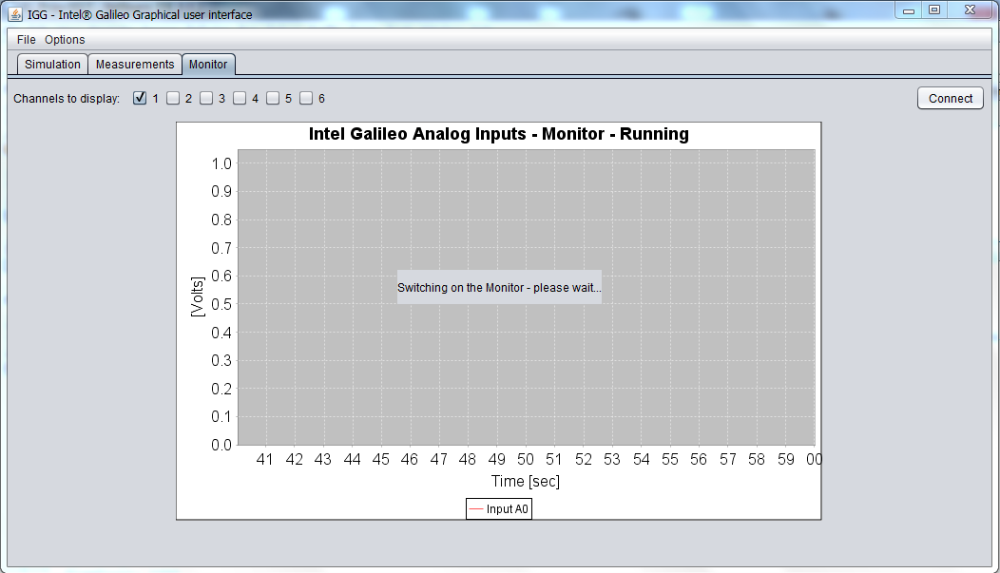 IGG - Intel® Galileo Graphical user interface
File Options
Simulation Measurements Monitor
Channels to display: 1 2 3 4 5 6 Connect
Intel Galileo Analog Inputs - Monitor - Running
1.0
0.9
0.8
0.7
0.6
0.5
0.4
0.3
0.2
0.1
0.0
[Volts]
Switching on the Monitor - please wait...
41 42 43 44 45 46 47 48 49 50 51 52 53 54 55 56 57 58 59 00
Time [sec]
Input A0